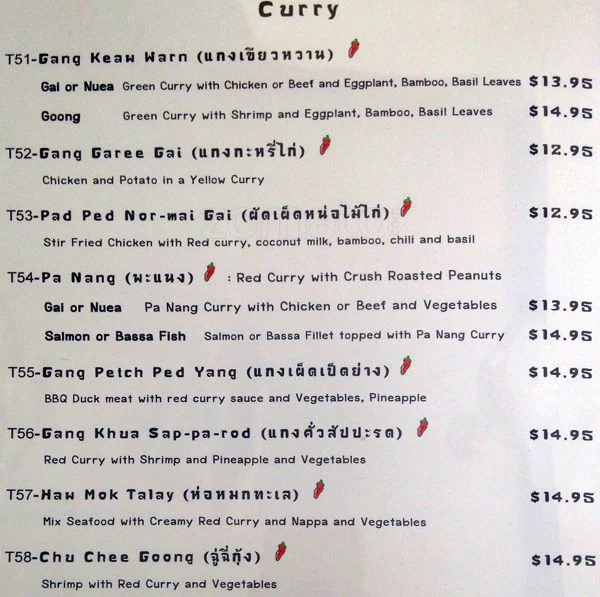 Curry
T51-Gang Keaw Warn (แกงเขียวหวาน)
Gai or Nuea Green Curry with Chicken or Beef and Eggplant, Bamboo, Basil Leaves $13.95
Goong Green Curry with Shrimp and Eggplant, Bamboo, Basil Leaves $14.95
T52-Gang Garee Gai (แกงกะหรี่ไก่) $12.95
Chicken and Potato in a Yellow Curry
T53-Pad Ped Nor-mai Gai (ผัดเผ็ดหน่อไม้ไก่) $12.95
Stir Fried Chicken with Red curry, coconut milk, bamboo, chili and basil
T54-Pa Nang (พะแนง) : Red Curry with Crush Roasted Peanuts
Gai or Nuea Pa Nang Curry with Chicken or Beef and Vegetables $13.95
Salmon or Bassa Fish Salmon or Bassa Fillet topped with Pa Nang Curry $14.95
T55-Gang Petch Ped Yang (แกงเผ็ดเป็ดย่าง) $14.95
BBQ Duck meat with red curry sauce and Vegetables, Pineapple
T56-Gang Khua Sap-pa-rod (แกงคั่วสัปปะรด) $14.95
Red Curry with Shrimp and Pineapple and Vegetables
T57-Haw Mok Talay (ห่อหมกทะเล) $14.95
Mix Seafood with Creamy Red Curry and Nappa and Vegetables
T58-Chu Chee Goong (ฉู่ฉี่กุ้ง) $14.95
Shrimp with Red Curry and Vegetables